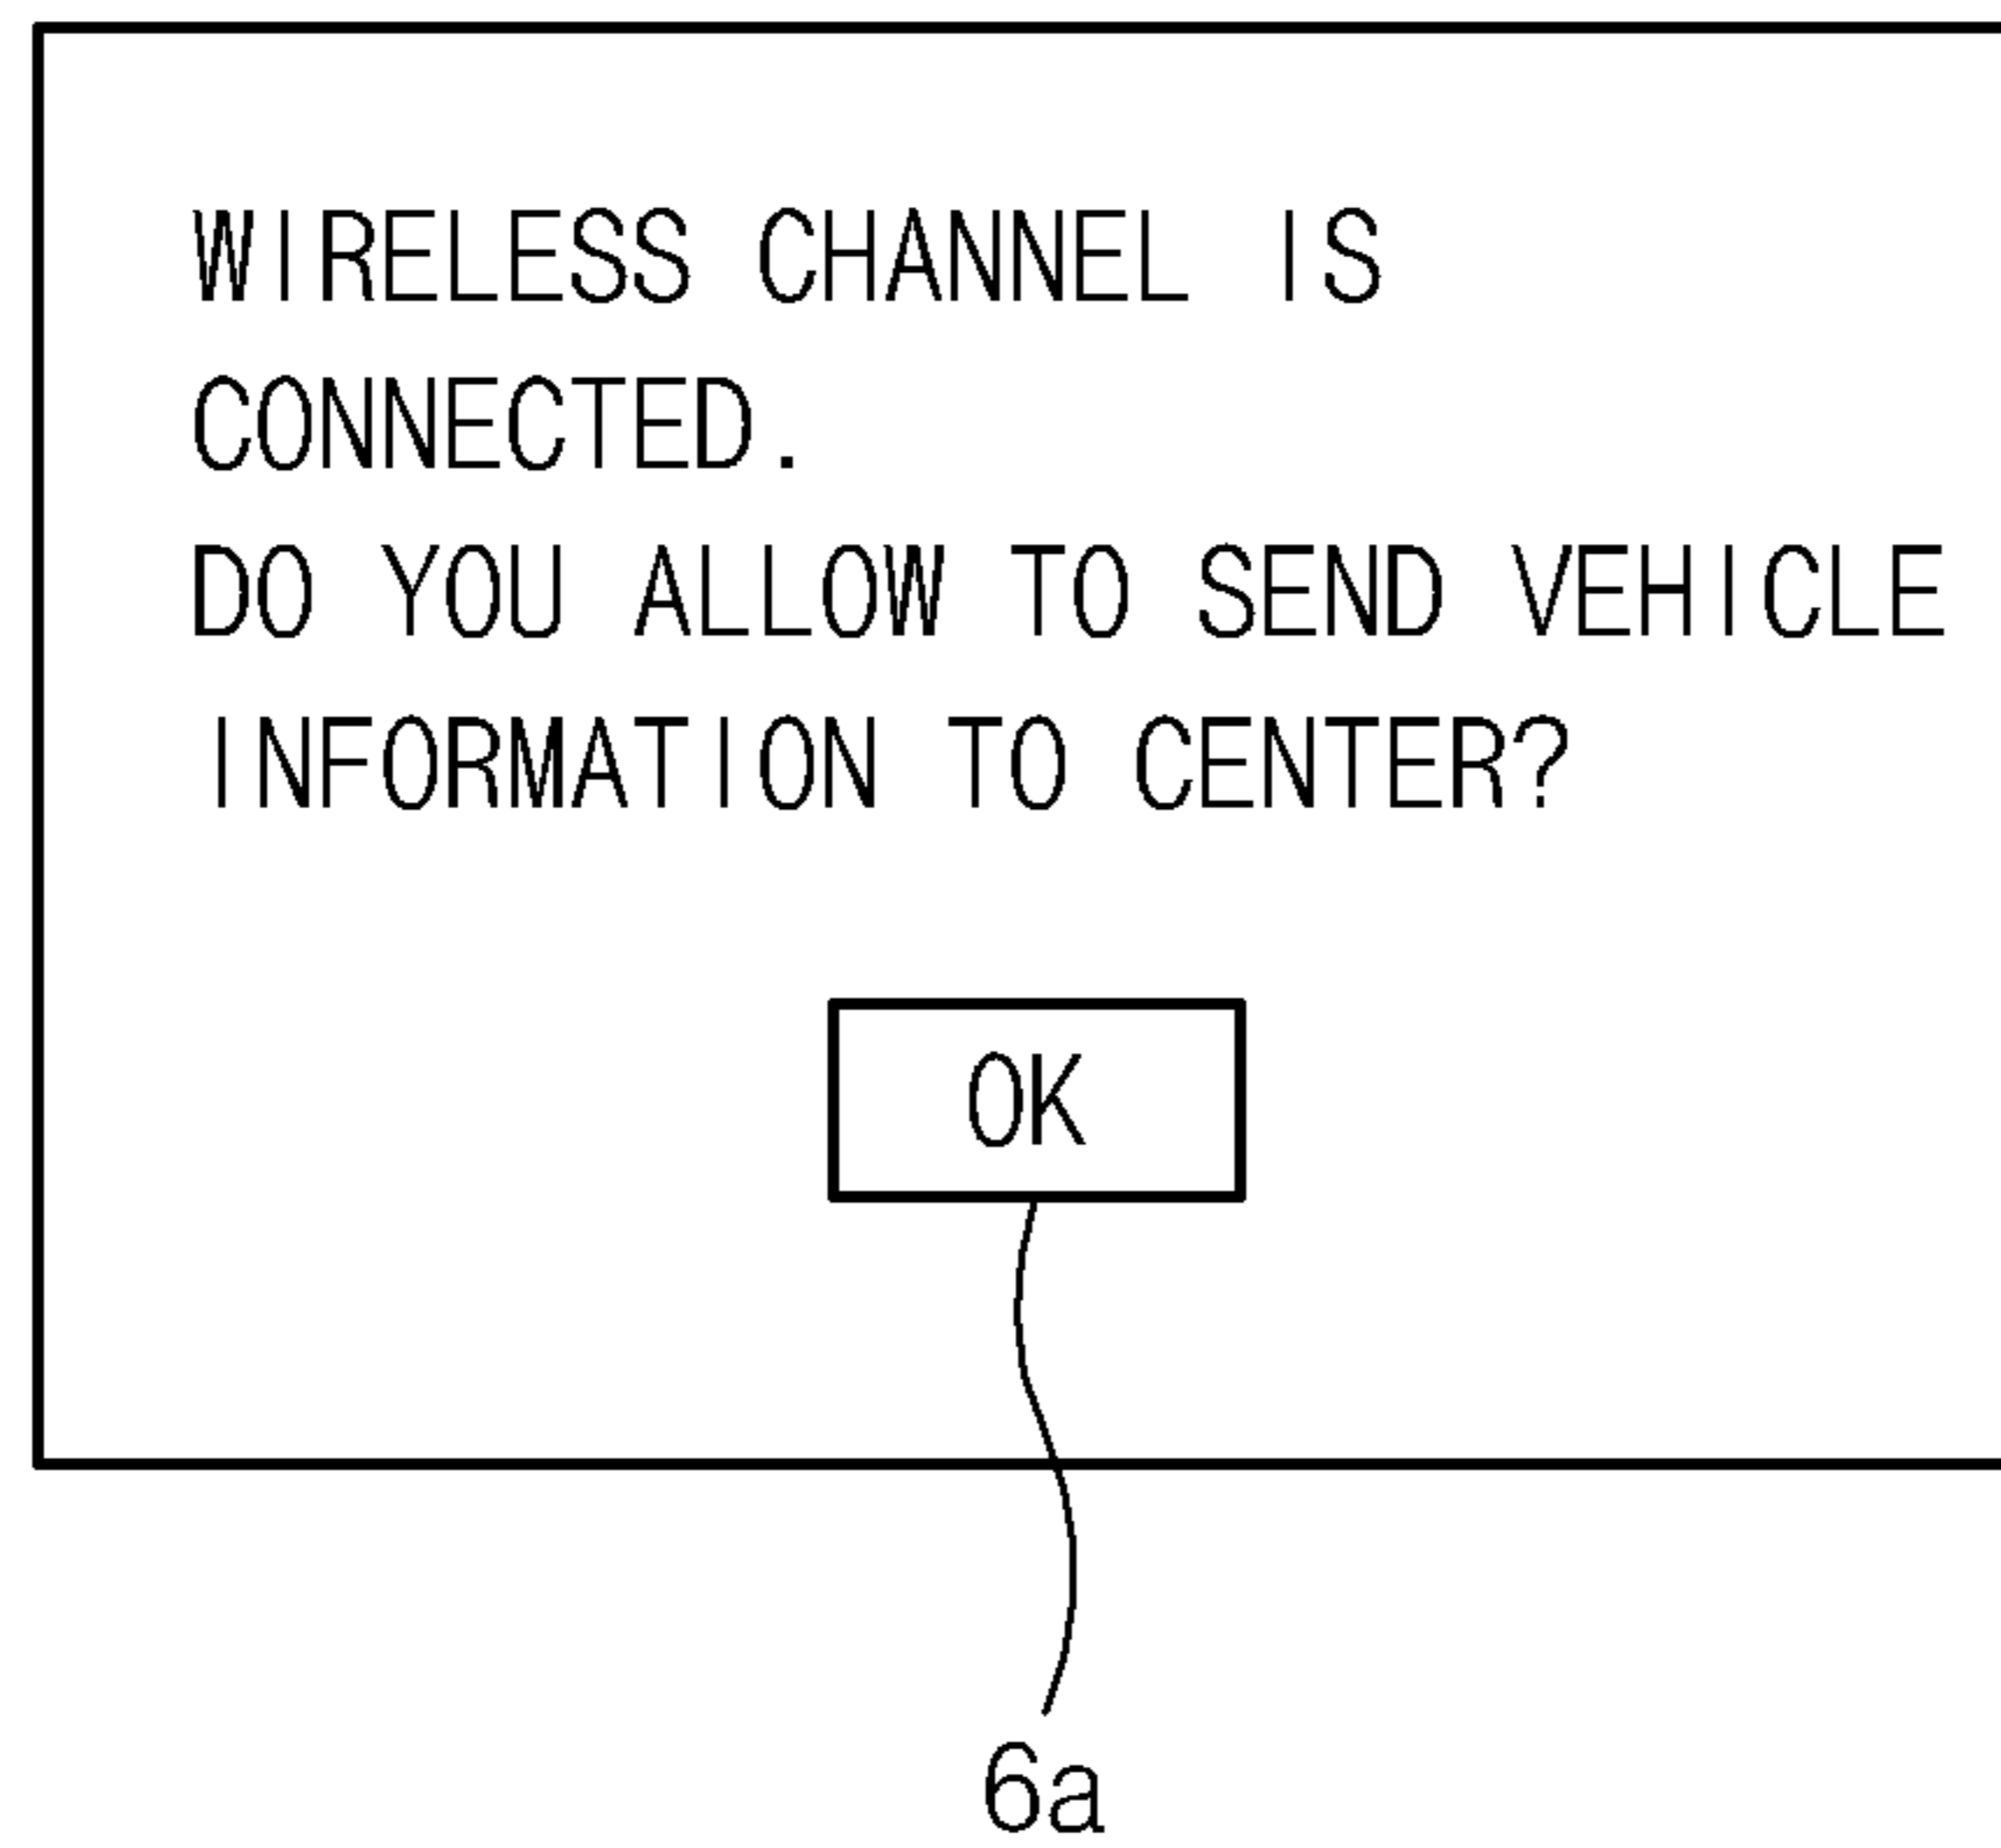 WIRELESS CHANNEL IS
CONNECTED.
DO YOU ALLOW TO SEND VEHICLE
INFORMATION TO CENTER?
OK
6a